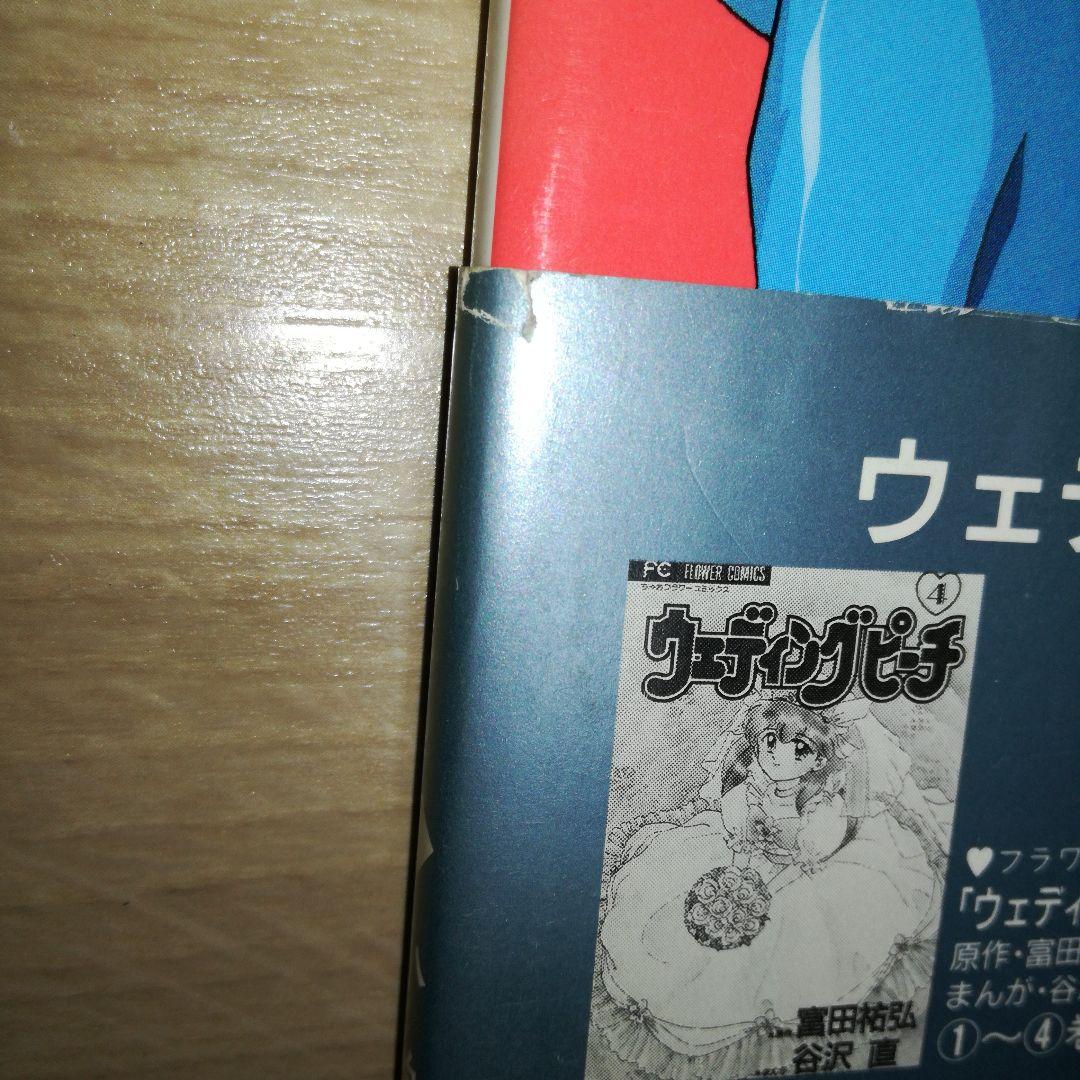 ウェ
FC FLOWER COMICS
ちゃおフラワーコミックス
4
ウェディングピーチ
富田祐弘
谷沢 直
♥フラワ
「ウェディ
原作・富田
まんが・谷
①〜④巻